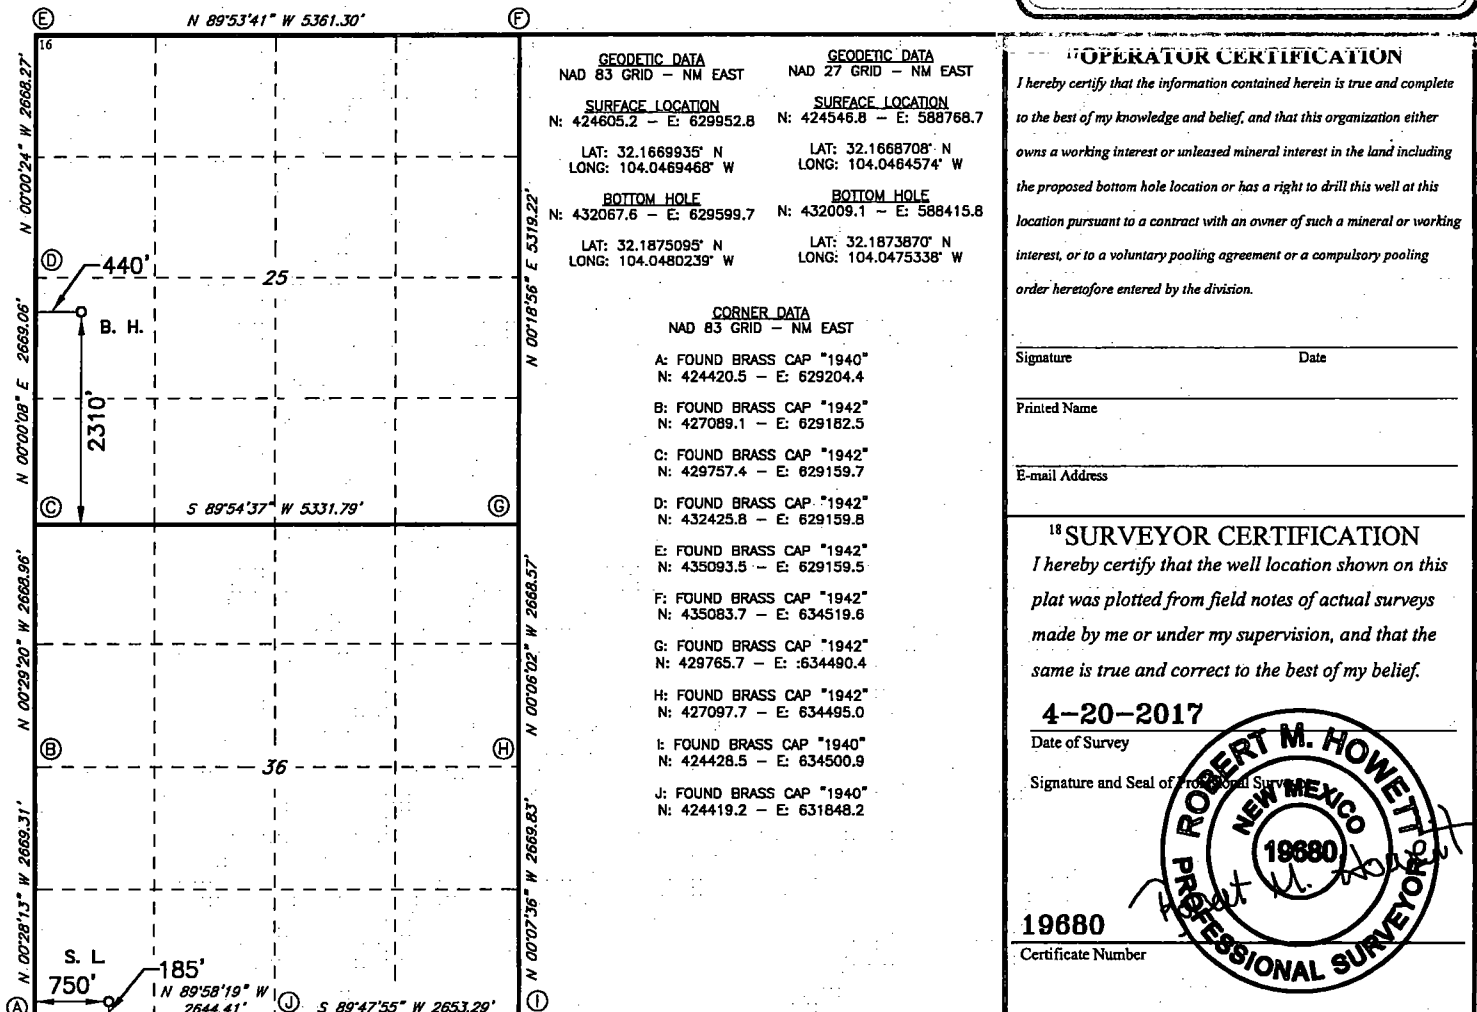 E N 89°53'41" W 5361.30' F
16
N 00°00'24" W 2668.27'
D
440'
25
B. H.
N 00°00'08" E 2669.06'
2310'
N 00°18'56" E 5319.22'
C S 89°54'37" W 5331.79' G
N 00°29'20" W 2668.96'
N 00°06'02" W 2668.57'
B 36 H
N 00°28'13" W 2669.31'
N 00°07'36" W 2669.83'
S. L.
750'
185'
A N 89°58'19" W
2644.41' J S 89°47'55" W 2653.29' I
GEODETIC DATA
NAD 83 GRID – NM EAST
SURFACE LOCATION
N: 424605.2 – E: 629952.8
LAT: 32.1669935° N
LONG: 104.0469468° W
BOTTOM HOLE
N: 432067.6 – E: 629599.7
LAT: 32.1875095° N
LONG: 104.0480239° W
GEODETIC DATA
NAD 27 GRID – NM EAST
SURFACE LOCATION
N: 424546.8 – E: 588768.7
LAT: 32.1668708° N
LONG: 104.0464574° W
BOTTOM HOLE
N: 432009.1 – E: 588415.8
LAT: 32.1873870° N
LONG: 104.0475338° W
CORNER DATA
NAD 83 GRID – NM EAST
A: FOUND BRASS CAP "1940"
N: 424420.5 – E: 629204.4
B: FOUND BRASS CAP "1942"
N: 427089.1 – E: 629182.5
C: FOUND BRASS CAP "1942"
N: 429757.4 – E: 629159.7
D: FOUND BRASS CAP "1942"
N: 432425.8 – E: 629159.8
E: FOUND BRASS CAP "1942"
N: 435093.5 – E: 629159.5
F: FOUND BRASS CAP "1942"
N: 435083.7 – E: 634519.6
G: FOUND BRASS CAP "1942"
N: 429765.7 – E: :634490.4
H: FOUND BRASS CAP "1942"
N: 427097.7 – E: 634495.0
I: FOUND BRASS CAP "1940"
N: 424428.5 – E: 634500.9
J: FOUND BRASS CAP "1940"
N: 424419.2 – E: 631848.2
17 OPERATOR CERTIFICATION
I hereby certify that the information contained herein is true and complete
to the best of my knowledge and belief, and that this organization either
owns a working interest or unleased mineral interest in the land including
the proposed bottom hole location or has a right to drill this well at this
location pursuant to a contract with an owner of such a mineral or working
interest, or to a voluntary pooling agreement or a compulsory pooling
order heretofore entered by the division.
Signature Date
Printed Name
E-mail Address
18 SURVEYOR CERTIFICATION
I hereby certify that the well location shown on this
plat was plotted from field notes of actual surveys
made by me or under my supervision, and that the
same is true and correct to the best of my belief.
4–20–2017
Date of Survey
Signature and Seal of Professional Surveyor
ROBERT M. HOWETT
NEW MEXICO
19680
PROFESSIONAL SURVEYOR
Robert M. Howett
19680
Certificate Number